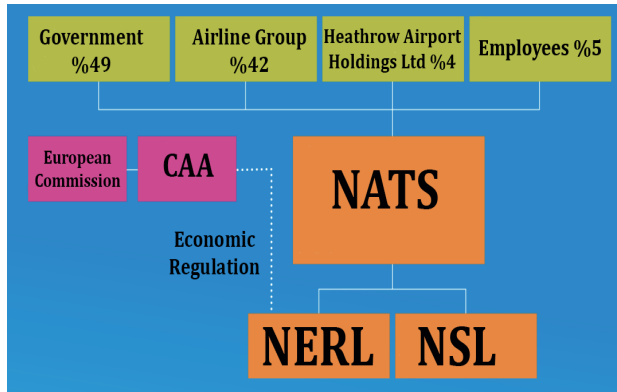 Government
%49
Airline Group
%42
Heathrow Airport
Holdings Ltd %4
Employees %5
European
Commission
CAA
NATS
Economic
Regulation
NERL
NSL